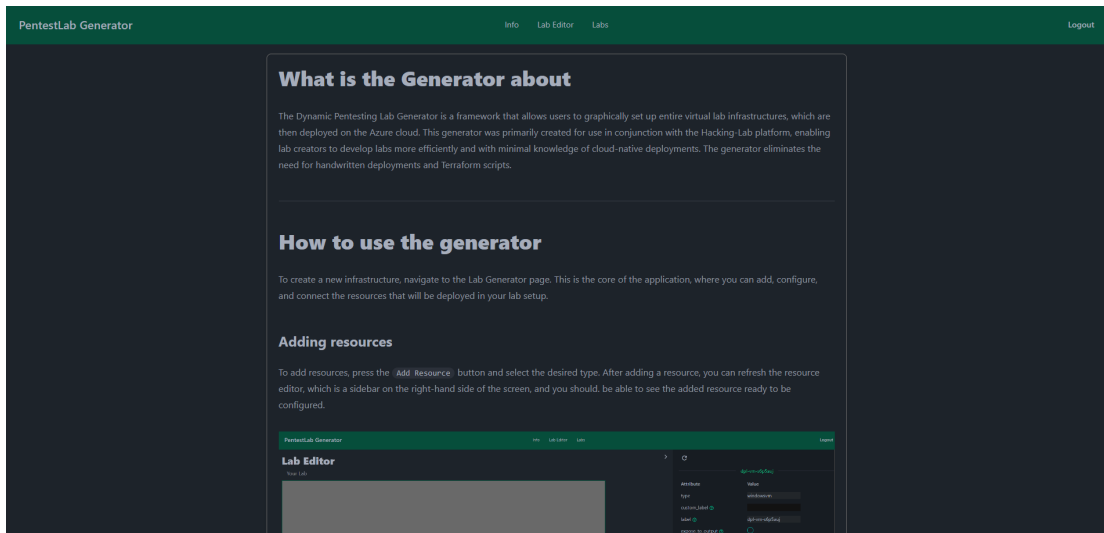 PentestLab Generator Info Lab Editor Labs Logout
What is the Generator about
The Dynamic Pentesting Lab Generator is a framework that allows users to graphically set up entire virtual lab infrastructures, which are
then deployed on the Azure cloud. This generator was primarily created for use in conjunction with the Hacking-Lab platform, enabling
lab creators to develop labs more efficiently and with minimal knowledge of cloud-native deployments. The generator eliminates the
need for handwritten deployments and Terraform scripts.
How to use the generator
To create a new infrastructure, navigate to the Lab Generator page. This is the core of the application, where you can add, configure,
and connect the resources that will be deployed in your lab setup.
Adding resources
To add resources, press the Add Resource button and select the desired type. After adding a resource, you can refresh the resource
editor, which is a sidebar on the right-hand side of the screen, and you should. be able to see the added resource ready to be
configured.
PentestLab Generator Info Lab Editor Labs Logout
Lab Editor
Your Lab
Attribute Value
type windowsvm
custom_label
label